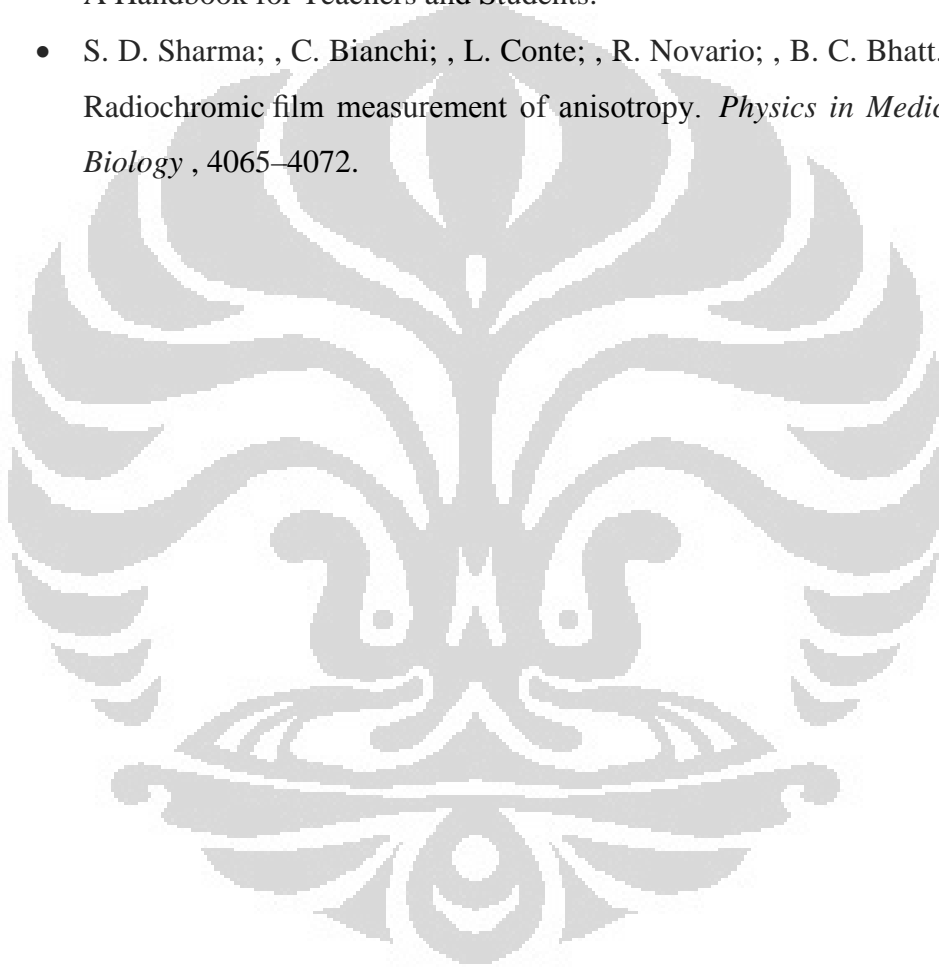 A Handbook for Teachers and Students.
• S. D. Sharma; , C. Bianchi; , L. Conte; , R. Novario; , B. C. Bhatt.
Radiochromic film measurement of anisotropy. Physics in Medic
Biology , 4065–4072.